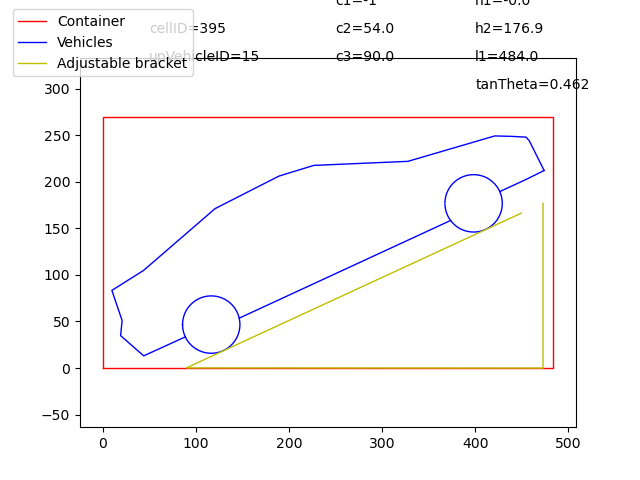 c1=-1 h1=-0.0
cellID=395 c2=54.0 h2=176.9
upVehicleID=15 c3=90.0 l1=484.0
tanTheta=0.462
Container
Vehicles
Adjustable bracket
300
250
200
150
100
50
0
−50
0 100 200 300 400 500